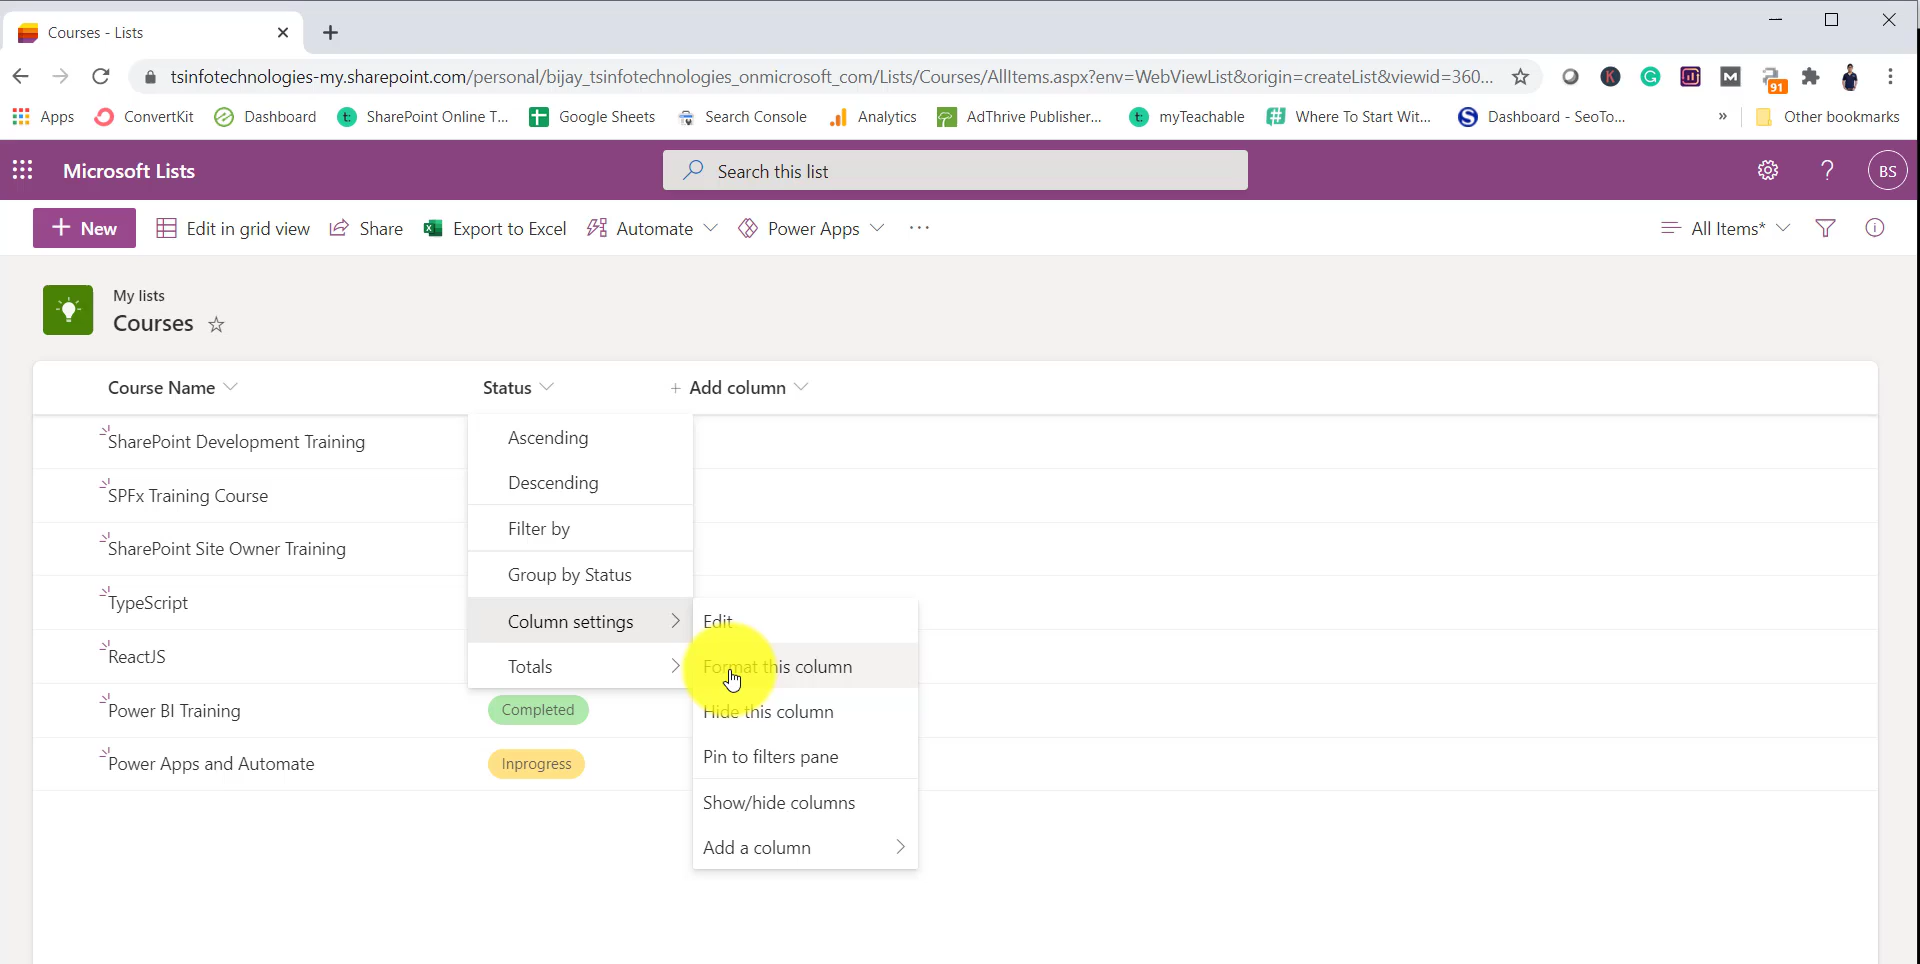 Courses - Lists
tsinfotechnologies-my.sharepoint.com/personal/bijay_tsinfotechnologies_onmicrosoft_com/Lists/Courses/AllItems.aspx?env=WebViewList&origin=createList&viewid=360...
91
Apps ConvertKit Dashboard SharePoint Online T... Google Sheets Search Console Analytics AdThrive Publisher... myTeachable Where To Start Wit... Dashboard - SeoTo... » Other bookmarks
Microsoft Lists Search this list ? BS
+ New Edit in grid view Share Export to Excel Automate Power Apps ... All Items*
My lists
Courses
Course Name Status + Add column
SharePoint Development Training
SPFx Training Course
SharePoint Site Owner Training
TypeScript
ReactJS
Power BI Training Completed
Power Apps and Automate Inprogress
Ascending
Descending
Filter by
Group by Status
Column settings
Totals
Edit
Format this column
Hide this column
Pin to filters pane
Show/hide columns
Add a column